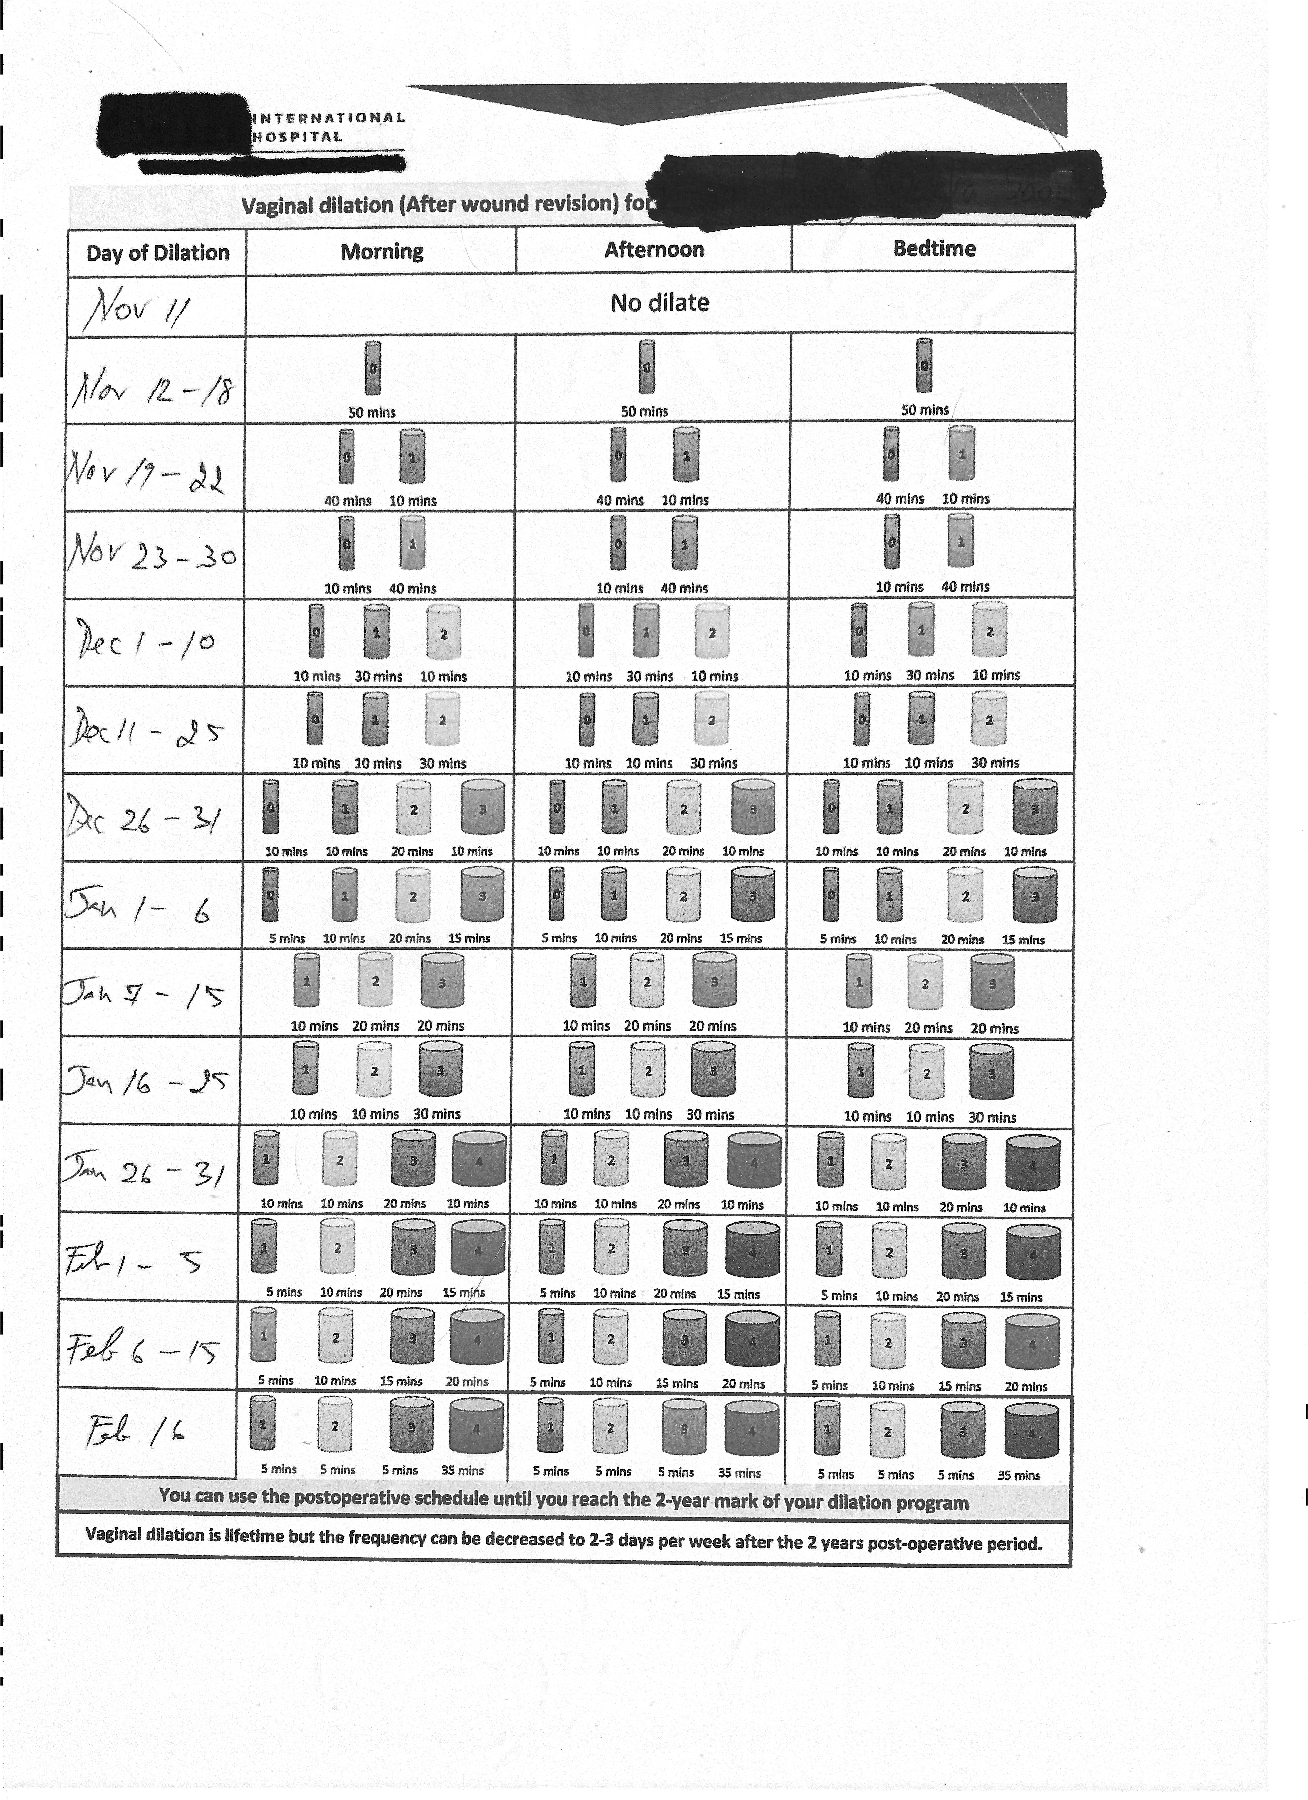 INTERNATIONAL
HOSPITAL
Vaginal dilation (After wound revision) for
Day of Dilation Morning Afternoon Bedtime
Nov 11 No dilate
Nov 12-18
0 0 0
50 mins 50 mins 50 mins
Nov 19-22
0 1 0 1 0 1
40 mins 10 mins 40 mins 10 mins 40 mins 10 mins
Nov 23-30
0 1 0 1 0 1
10 mins 40 mins 10 mins 40 mins 10 mins 40 mins
Dec 1-10
0 1 2 0 1 2 0 1 2
10 mins 30 mins 10 mins 10 mins 30 mins 10 mins 10 mins 30 mins 10 mins
Dec 11-25
0 1 2 0 1 2 0 1 2
10 mins 10 mins 30 mins 10 mins 10 mins 30 mins 10 mins 10 mins 30 mins
Dec 26-31
0 1 2 3 0 1 2 3 0 1 2 3
10 mins 10 mins 20 mins 10 mins 10 mins 10 mins 20 mins 10 mins 10 mins 10 mins 20 mins 10 mins
Jan 1-6
0 1 2 3 0 1 2 3 0 1 2 3
5 mins 10 mins 20 mins 15 mins 5 mins 10 mins 20 mins 15 mins 5 mins 10 mins 20 mins 15 mins
Jan 7-15
1 2 3 1 2 3 1 2 3
10 mins 20 mins 20 mins 10 mins 20 mins 20 mins 10 mins 20 mins 20 mins
Jan 16-25
1 2 3 1 2 3 1 2 3
10 mins 10 mins 30 mins 10 mins 10 mins 30 mins 10 mins 10 mins 30 mins
Jan 26-31
1 2 3 4 1 2 3 4 1 2 3 4
10 mins 10 mins 20 mins 10 mins 10 mins 10 mins 20 mins 10 mins 10 mins 10 mins 20 mins 10 mins
Feb 1-5
1 2 3 4 1 2 3 4 1 2 3 4
5 mins 10 mins 20 mins 15 mins 5 mins 10 mins 20 mins 15 mins 5 mins 10 mins 20 mins 15 mins
Feb 6-15
1 2 3 4 1 2 3 4 1 2 3 4
5 mins 10 mins 15 mins 20 mins 5 mins 10 mins 15 mins 20 mins 5 mins 10 mins 15 mins 20 mins
Feb 16
1 2 3 4 1 2 3 4 1 2 3 4
5 mins 5 mins 5 mins 35 mins 5 mins 5 mins 5 mins 35 mins 5 mins 5 mins 5 mins 35 mins
You can use the postoperative schedule until you reach the 2-year mark of your dilation program
Vaginal dilation is lifetime but the frequency can be decreased to 2-3 days per week after the 2 years post-operative period.